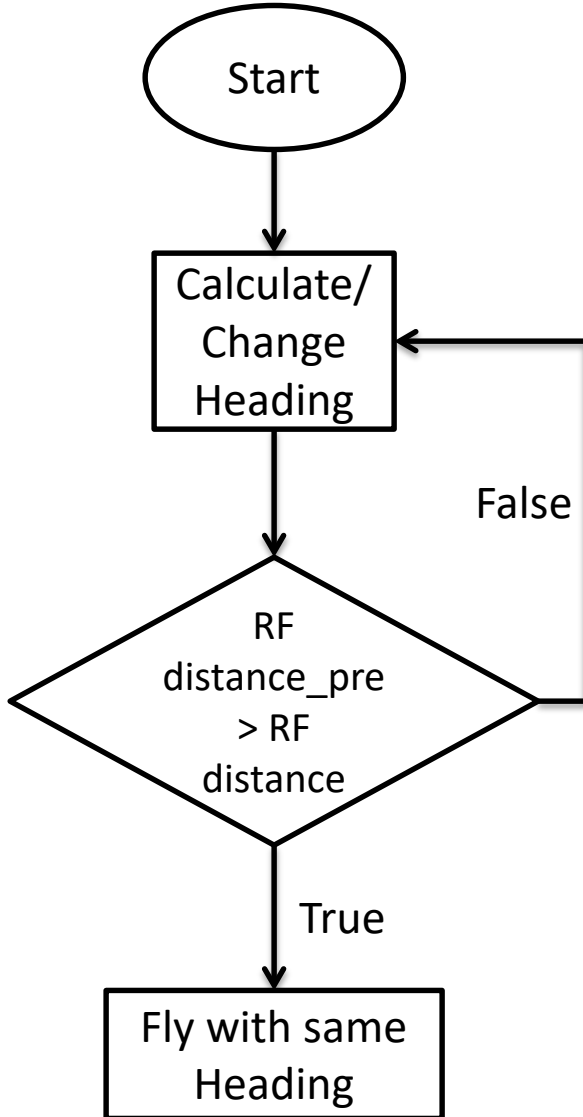 Start
Calculate/
Change
Heading
False
RF
distance_pre
> RF
distance
True
Fly with same
Heading